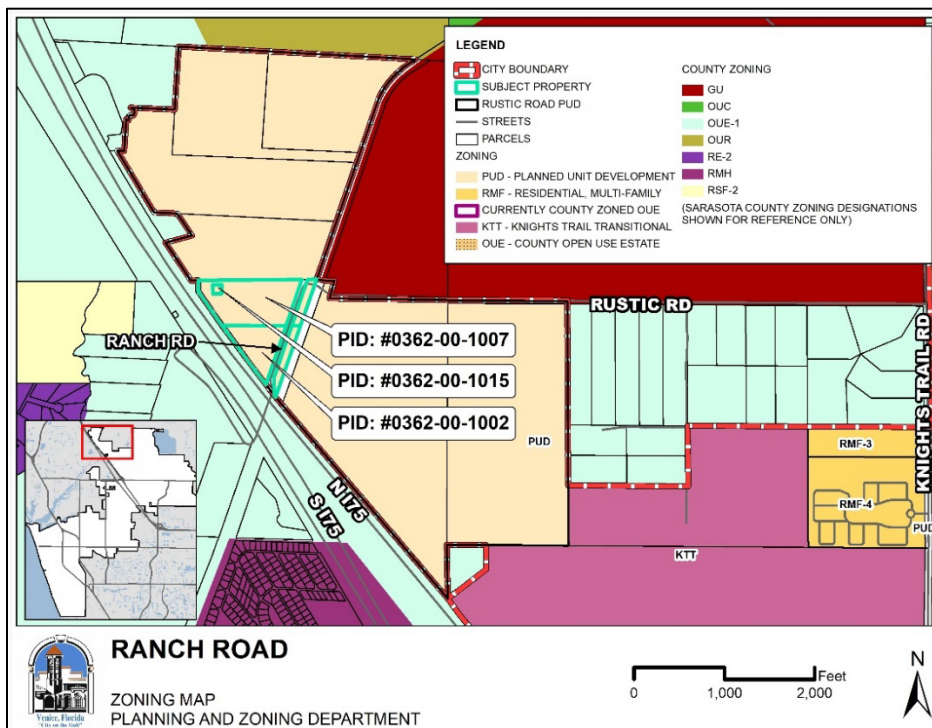 LEGEND
CITY BOUNDARY
SUBJECT PROPERTY
RUSTIC ROAD PUD
STREETS
PARCELS
ZONING
PUD - PLANNED UNIT DEVELOPMENT
RMF - RESIDENTIAL, MULTI-FAMILY
CURRENTLY COUNTY ZONED OUE
KTT - KNIGHTS TRAIL TRANSITIONAL
OUE - COUNTY OPEN USE ESTATE
COUNTY ZONING
GU
OUC
OUE-1
OUR
RE-2
RMH
RSF-2
(SARASOTA COUNTY ZONING DESIGNATIONS
SHOWN FOR REFERENCE ONLY)
RUSTIC RD
KNIGHTS TRAIL RD
RANCH RD
PID: #0362-00-1007
PID: #0362-00-1015
PID: #0362-00-1002
PUD
RMF-3
RMF-4
PUD
KTT
N I75
S I75
RANCH ROAD
ZONING MAP
PLANNING AND ZONING DEPARTMENT
Venice, Florida
"City on the Gulf"
Feet
0 1,000 2,000
N